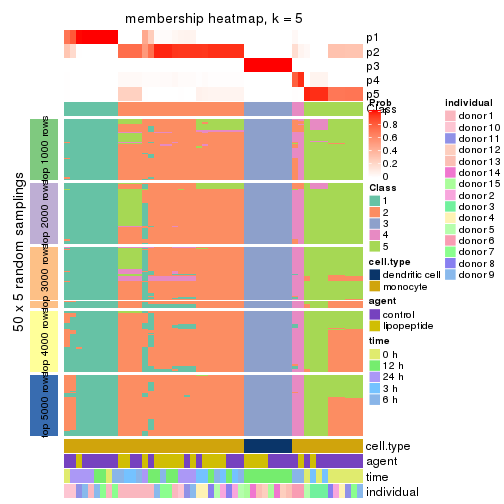 membership heatmap, k = 5
p1
p2
p3
p4
p5
Class
50 x 5 random samplings
top 1000 rows
top 2000 rows
top 3000 rows
top 4000 rows
top 5000 rows
cell.type
agent
time
individual
Prob
1
0.8
0.6
0.4
0.2
0
Class
1
2
3
4
5
cell.type
dendritic cell
monocyte
agent
control
lipopeptide
time
0 h
12 h
24 h
3 h
6 h
individual
donor 1
donor 10
donor 11
donor 12
donor 13
donor 14
donor 15
donor 2
donor 3
donor 4
donor 5
donor 6
donor 7
donor 8
donor 9